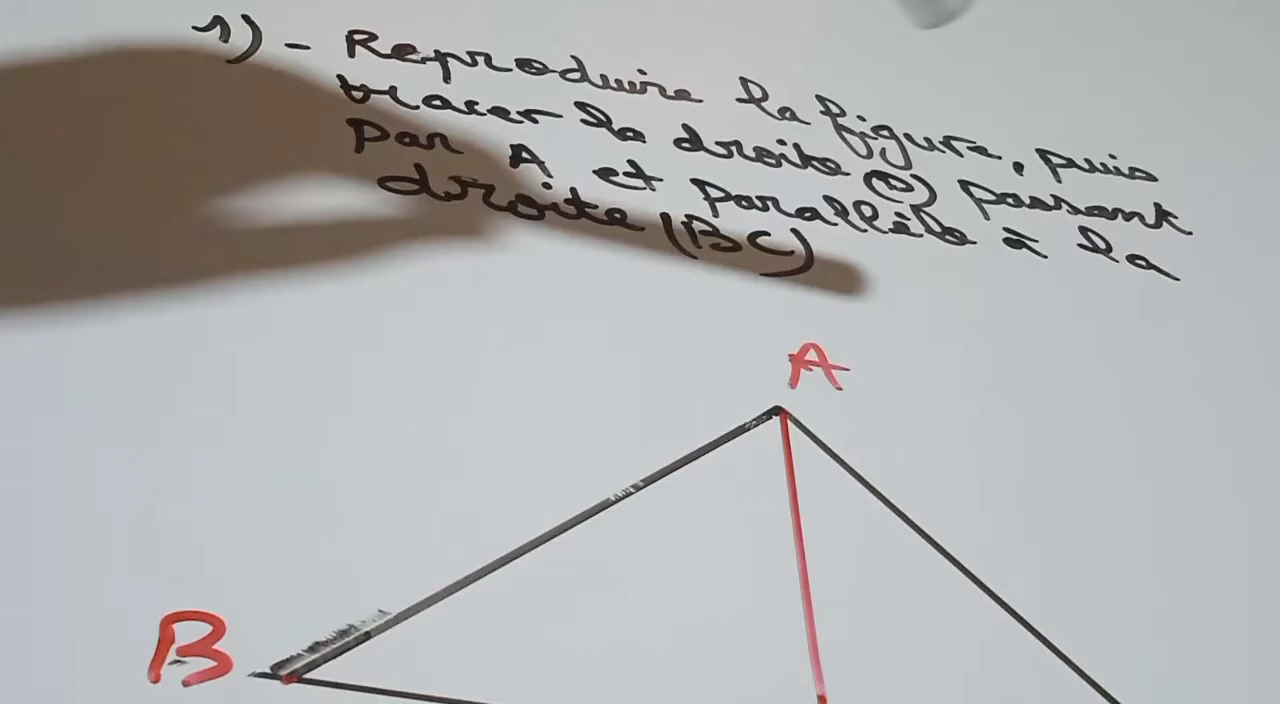 1) - Reproduire la figure, puis
tracer la droite (r) passant
par A et parallèle à la
droite (BC)
A
B